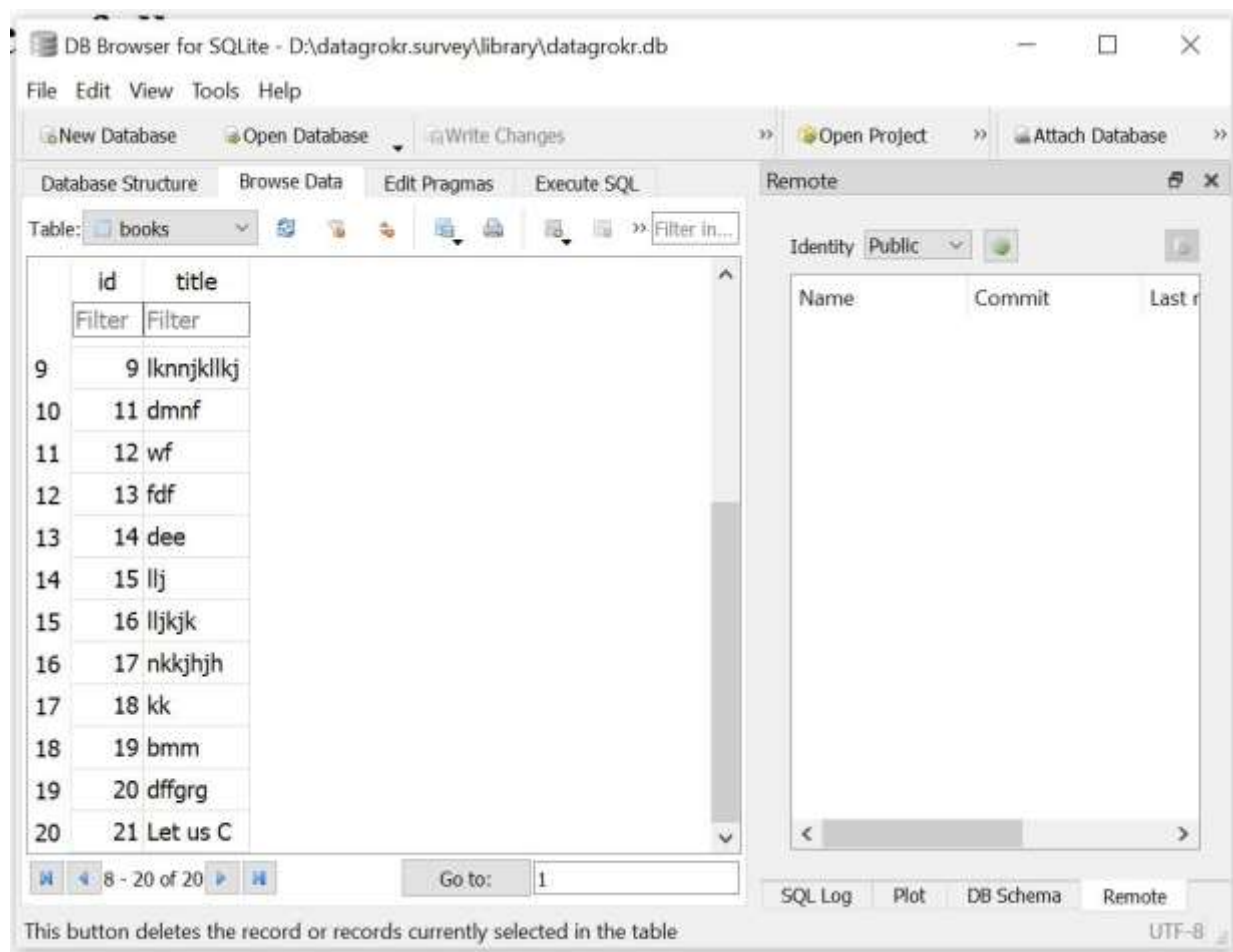 DB Browser for SQLite - D:\datagrokr.survey\library\datagrokr.db
File Edit View Tools Help
New Database Open Database Write Changes » Open Project » Attach Database »
Database Structure Browse Data Edit Pragmas Execute SQL Remote
Table: books » Filter in...
Identity Public
id title
Name Commit Last r
Filter Filter
9 9 lknnjkllkj
10 11 dmnf
11 12 wf
12 13 fdf
13 14 dee
14 15 llj
15 16 lljkjk
16 17 nkkjhjh
17 18 kk
18 19 bmm
19 20 dffgrg
20 21 Let us C
8 - 20 of 20 Go to: 1
SQL Log Plot DB Schema Remote
This button deletes the record or records currently selected in the table UTF-8